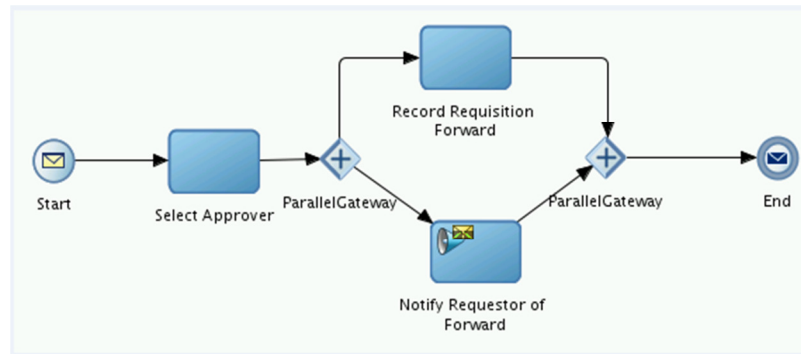 Record Requisition
Forward
Start
Select Approver
ParallelGateway
ParallelGateway
End
Notify Requestor of
Forward